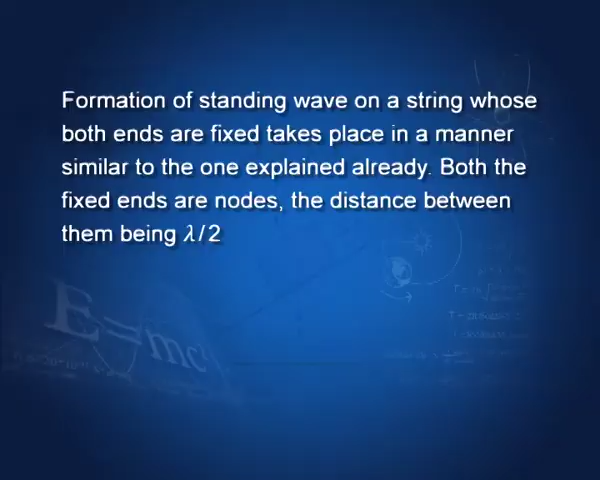 Formation of standing wave on a string whose
both ends are fixed takes place in a manner
similar to the one explained already. Both the
fixed ends are nodes, the distance between
them being λ/2
E=mc²